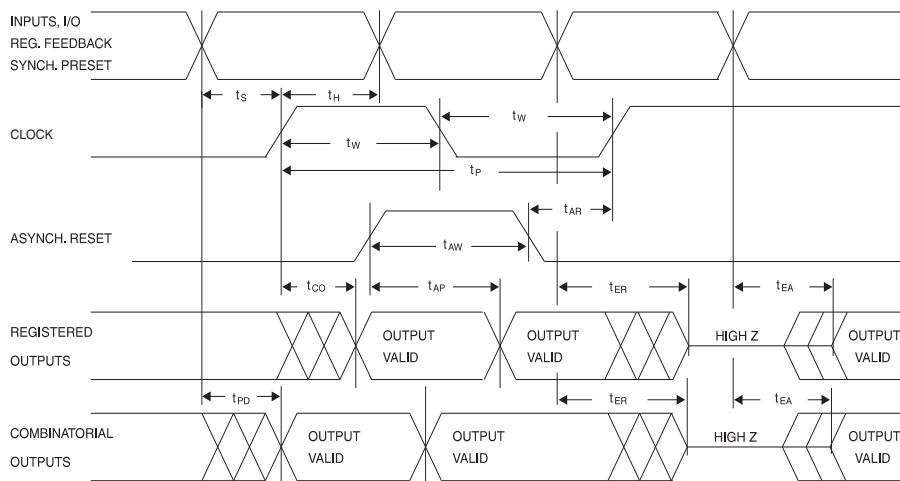 INPUTS, I/O
REG. FEEDBACK
SYNCH. PRESET
tS
tH
CLOCK
tW
tW
tP
tAR
ASYNCH. RESET
tAW
tCO
tAP
tER
tEA
REGISTERED
OUTPUTS
OUTPUT
VALID
OUTPUT
VALID
HIGH Z
OUTPUT
VALID
tPD
tER
tEA
COMBINATORIAL
OUTPUTS
OUTPUT
VALID
OUTPUT
VALID
HIGH Z
OUTPUT
VALID